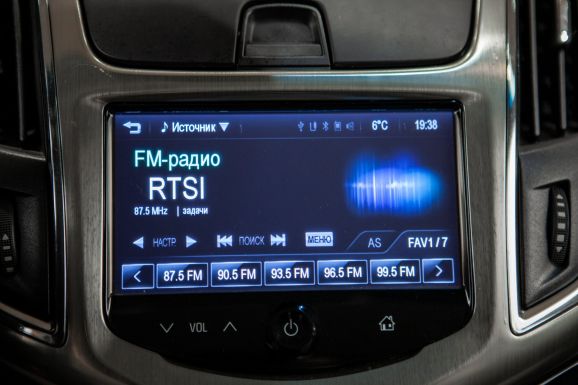 ♪ Источник ▼ 6°C 19:38
FM-радио
RTSI
87.5 MHz | задачи
◀ НАСТР ▶ ⏮ ПОИСК ⏭ МЕНЮ AS FAV1/7
< 87.5 FM 90.5 FM 93.5 FM 96.5 FM 99.5 FM >
VOL